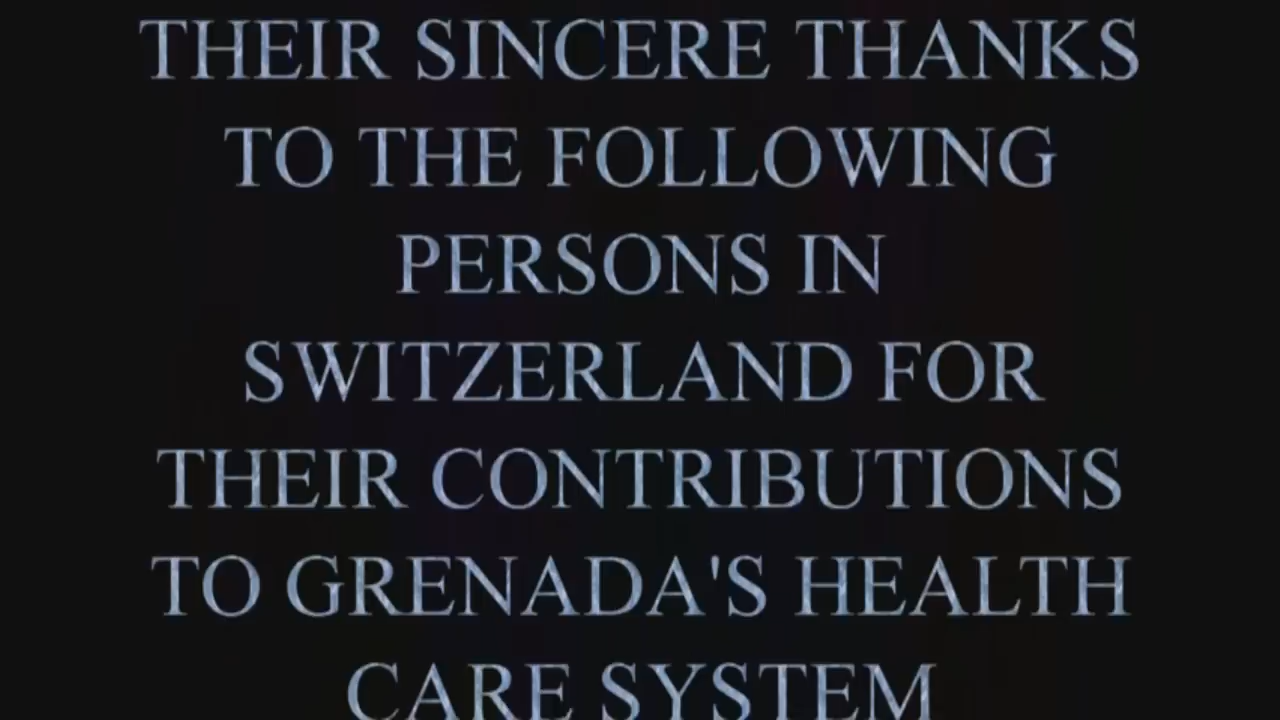 THEIR SINCERE THANKS
TO THE FOLLOWING
PERSONS IN
SWITZERLAND FOR
THEIR CONTRIBUTIONS
TO GRENADA'S HEALTH
CARE SYSTEM